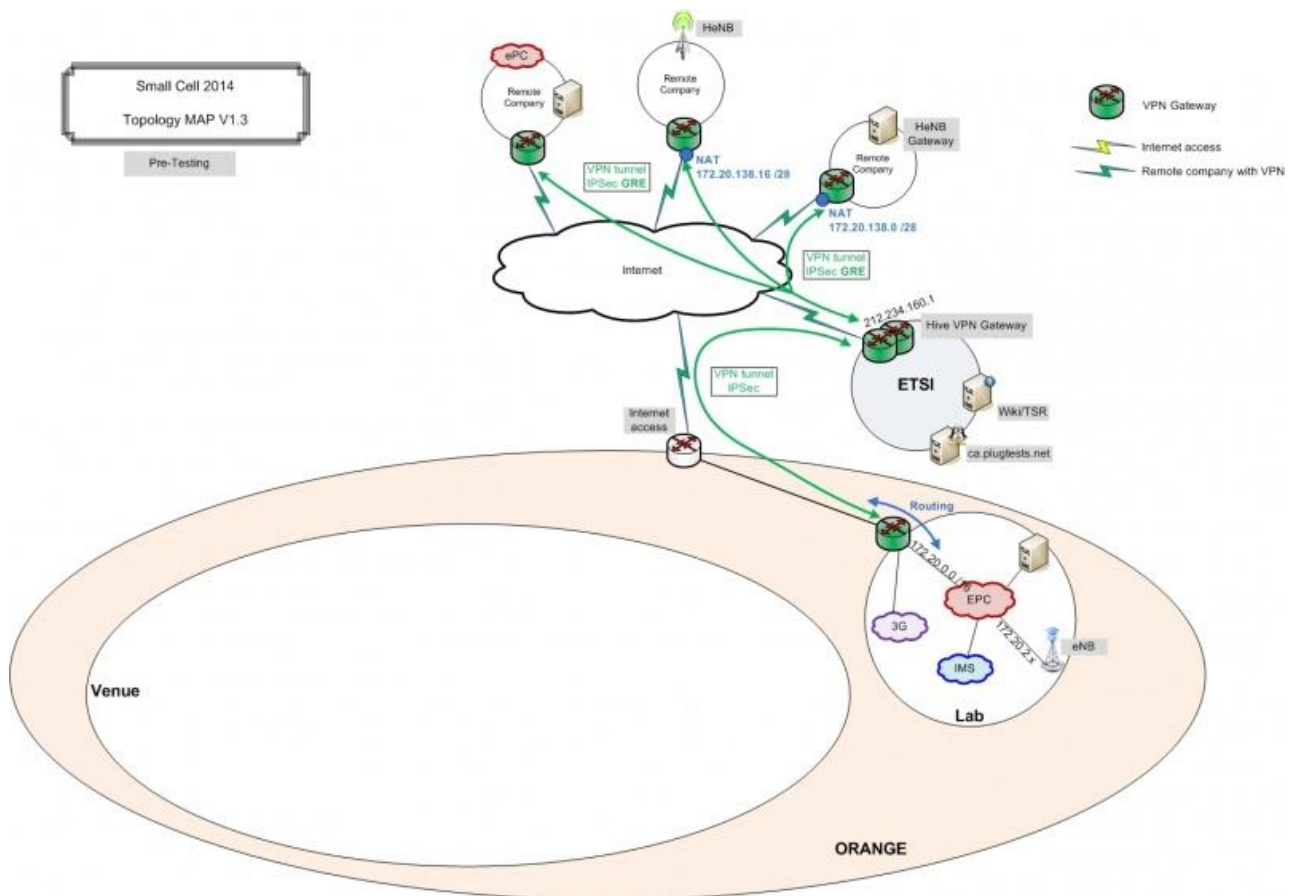 Small Cell 2014
Topology MAP V1.3
Pre-Testing
ePC
Remote
Company
HeNB
Remote
Company
HeNB
Gateway
Remote
Company
VPN Gateway
Internet access
Remote company with VPN
VPN tunnel
IPSec GRE
NAT
172.20.138.16 /28
NAT
172.20.138.0 /28
Internet
VPN tunnel
IPSec GRE
212.234.160.1
Hive VPN Gateway
ETSI
VPN tunnel
IPSec
Wiki/TSR
Internet
access
ca.plugtests.net
Routing
172.20.0.0/16
EPC
3G
172.20.2.x
eNB
IMS
Lab
Venue
ORANGE